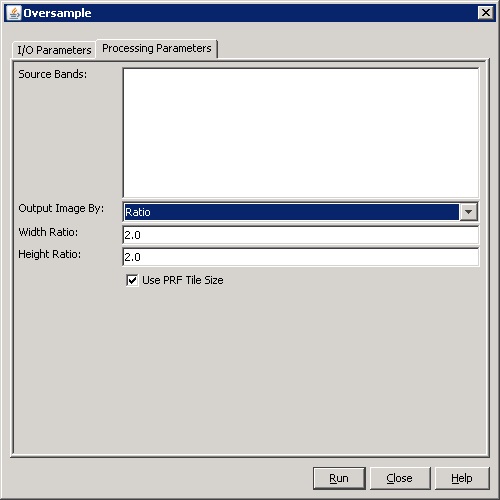 Oversample
I/O Parameters Processing Parameters
Source Bands:
Output Image By: Ratio
Width Ratio: 2.0
Height Ratio: 2.0
Use PRF Tile Size
Run Close Help